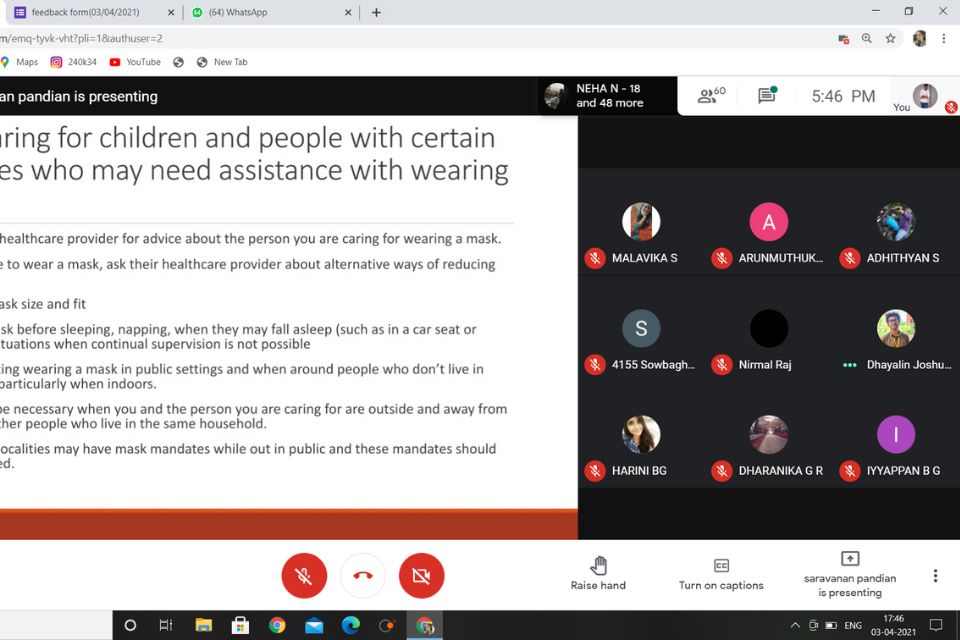 feedback form(03/04/2021)
(64) WhatsApp
m/emq-tyvk-vht?pli=1&authuser=2
Maps
240k34
YouTube
New Tab
an pandian is presenting
NEHA N - 18
and 48 more
60
5:46 PM
You
ring for children and people with certain
es who may need assistance with wearing
healthcare provider for advice about the person you are caring for wearing a mask.
e to wear a mask, ask their healthcare provider about alternative ways of reducing
ask size and fit
sk before sleeping, napping, when they may fall asleep (such as in a car seat or
tuations when continual supervision is not possible
ing wearing a mask in public settings and when around people who don't live in
particularly when indoors.
be necessary when you and the person you are caring for are outside and away from
ther people who live in the same household.
ocalities may have mask mandates while out in public and these mandates should
ed.
MALAVIKA S
A
ARUNMUTHUK...
ADHITHYAN S
S
4155 Sowbagh...
Nirmal Raj
Dhayalin Joshu...
HARINI BG
DHARANIKA G R
I
IYYAPPAN B G
Raise hand
CC
Turn on captions
saravanan pandian
is presenting
ENG
17:46
03-04-2021